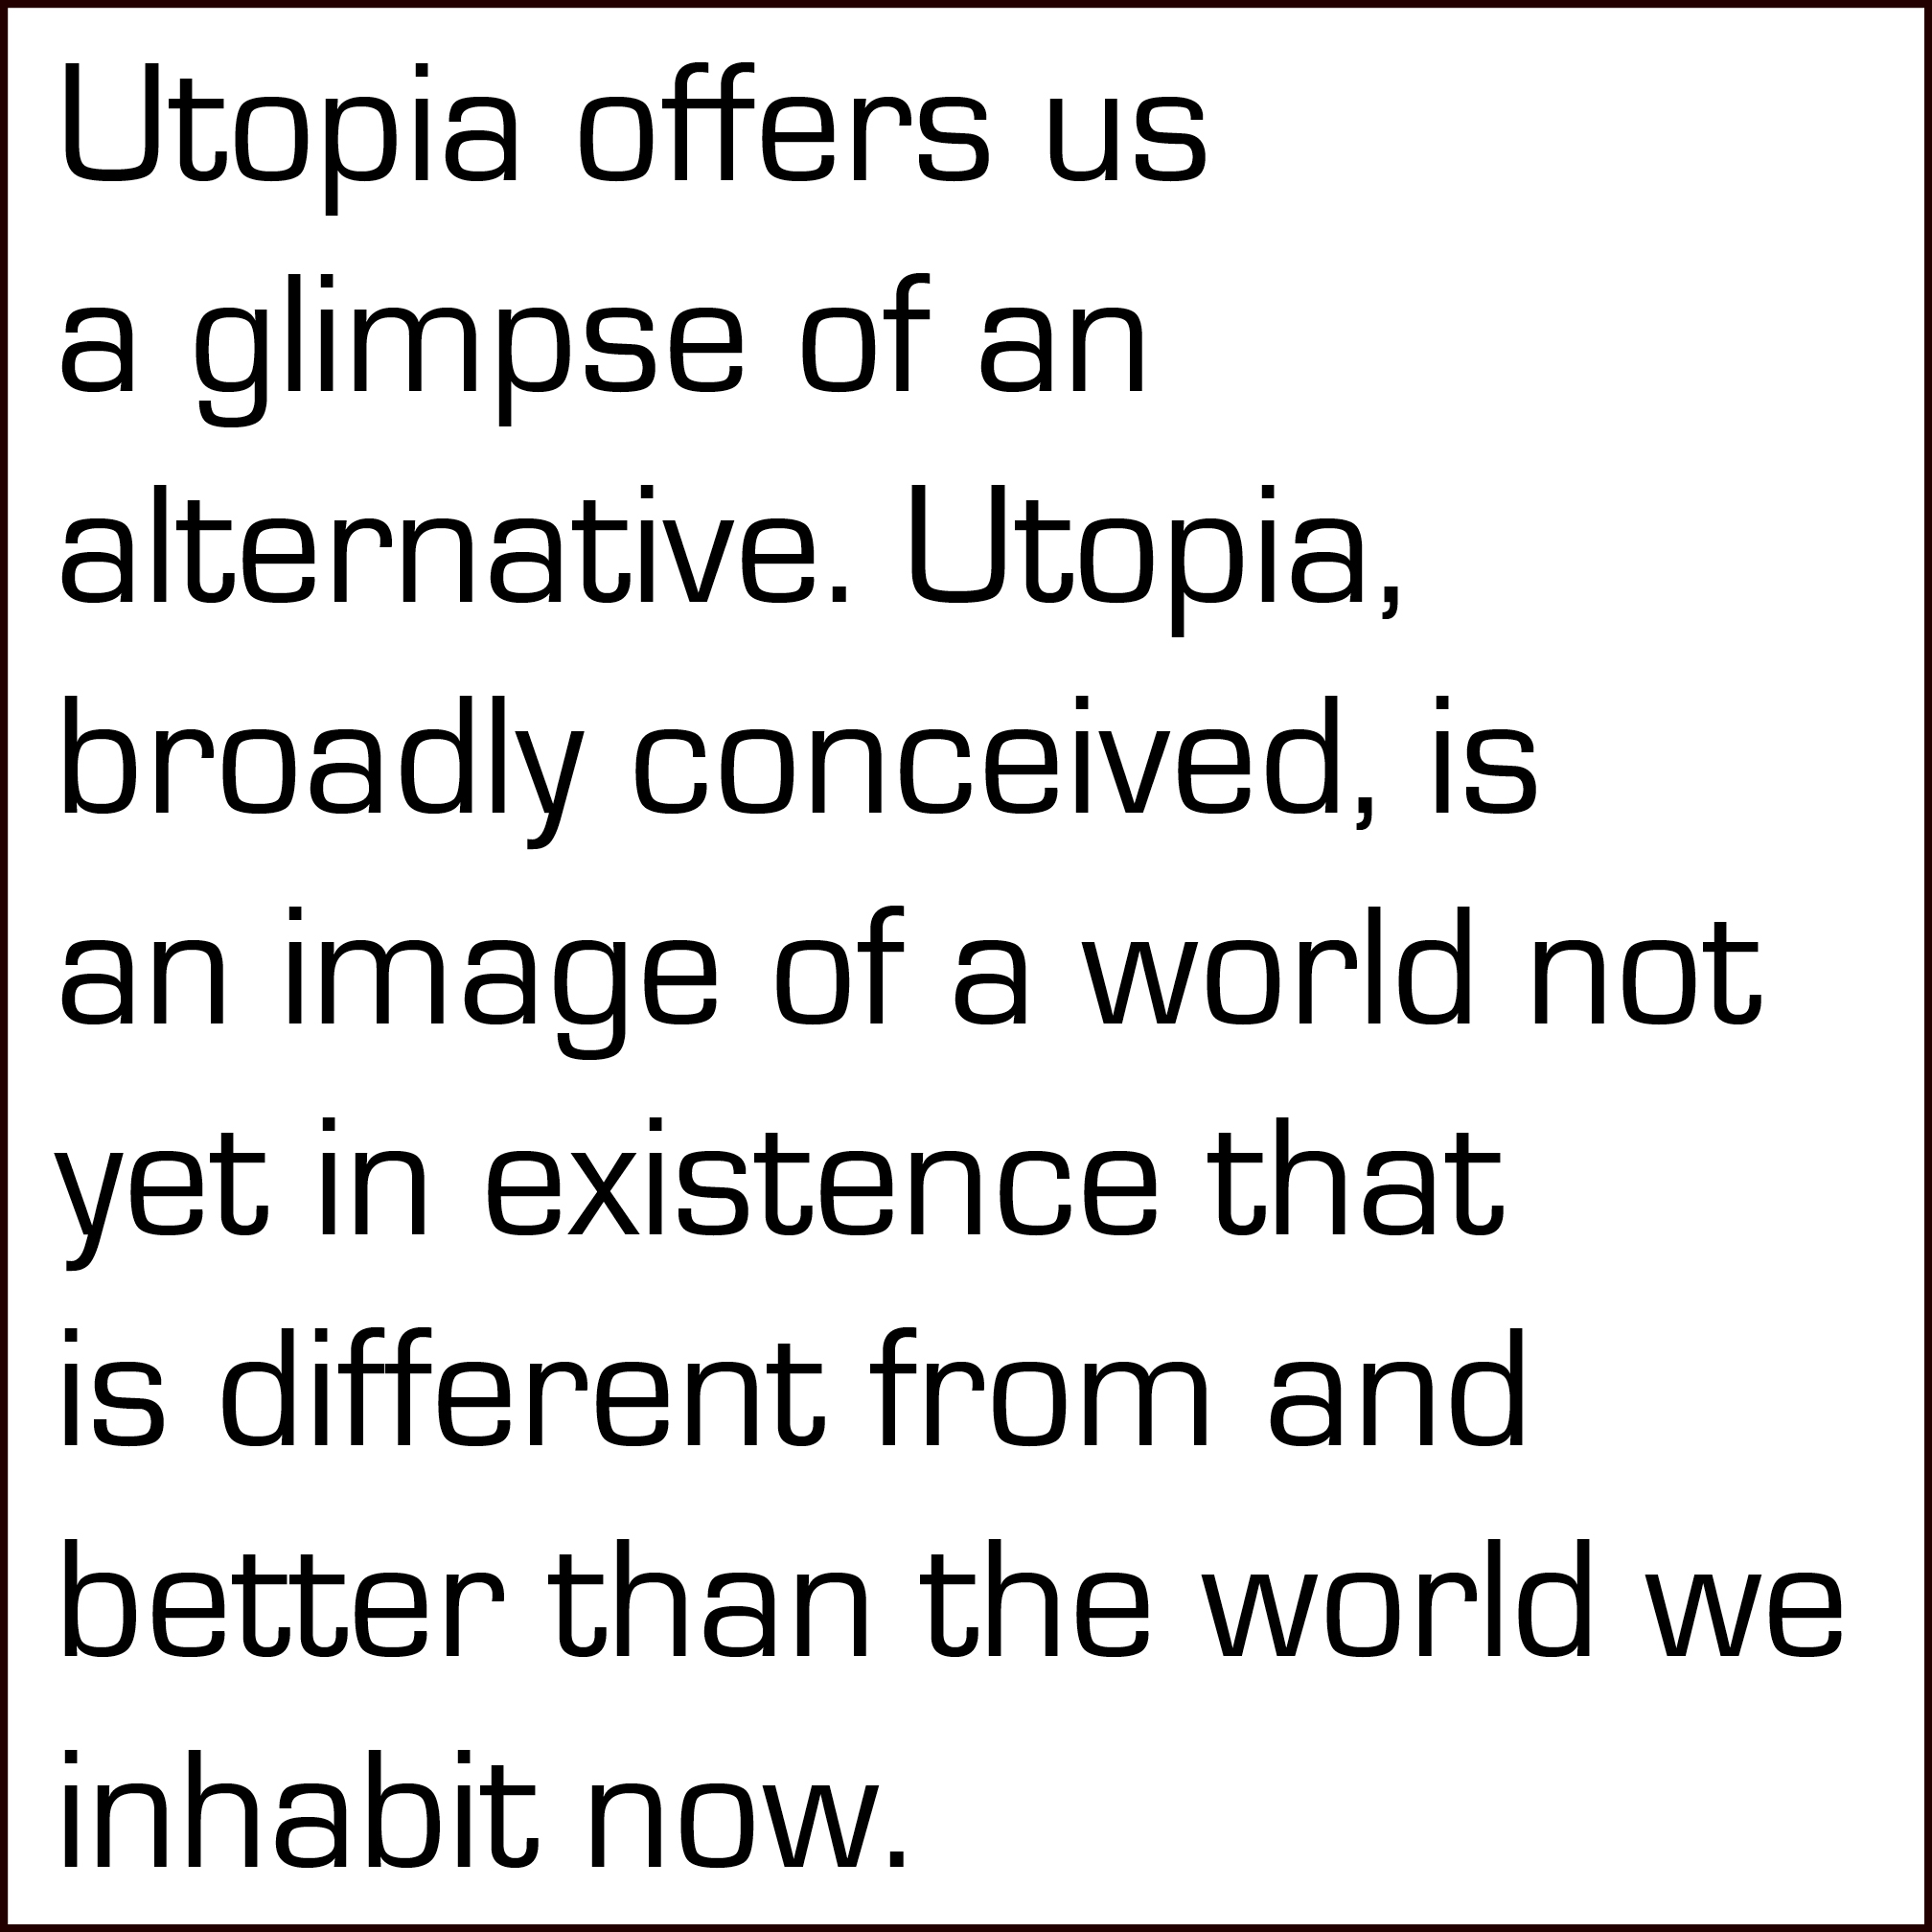 Utopia offers us
a glimpse of an
alternative. Utopia,
broadly conceived, is
an image of a world not
yet in existence that
is different from and
better than the world we
inhabit now.